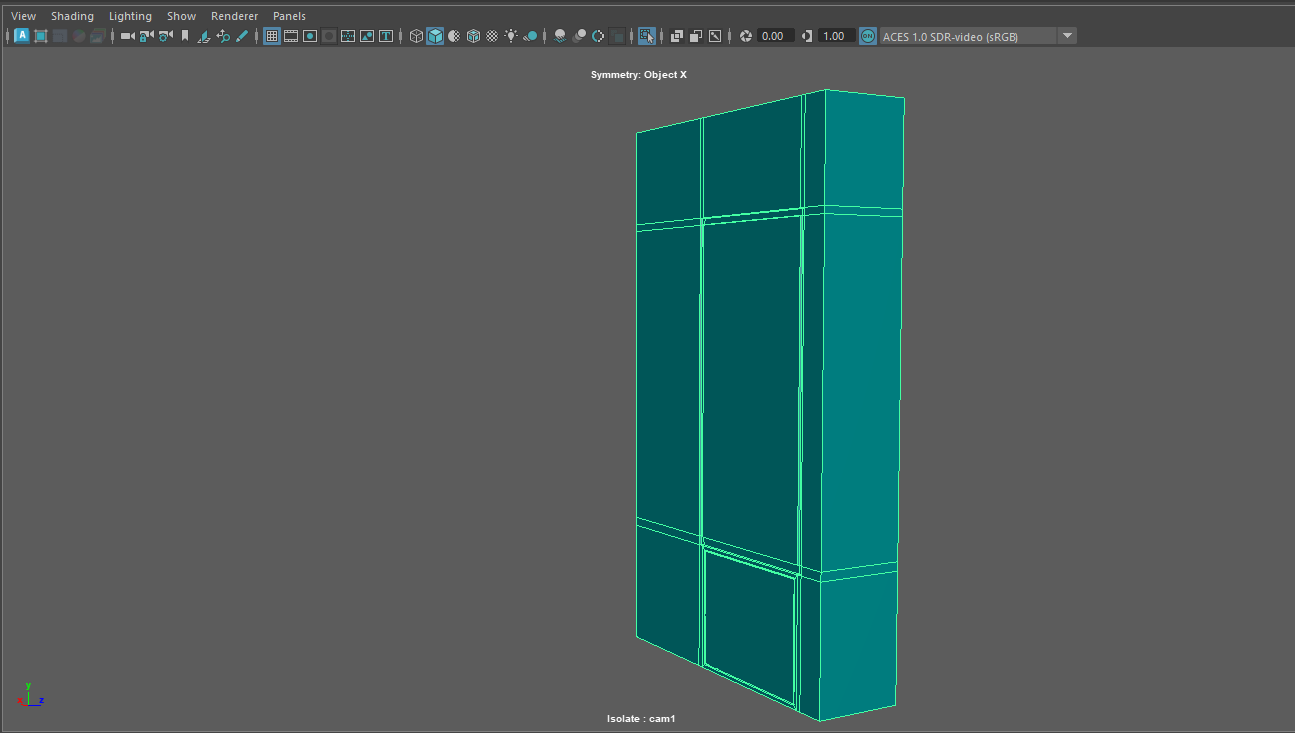 View Shading Lighting Show Renderer Panels
A T 0.00 1.00 ON ACES 1.0 SDR-video (sRGB)
Symmetry: Object X
y
x z
Isolate : cam1